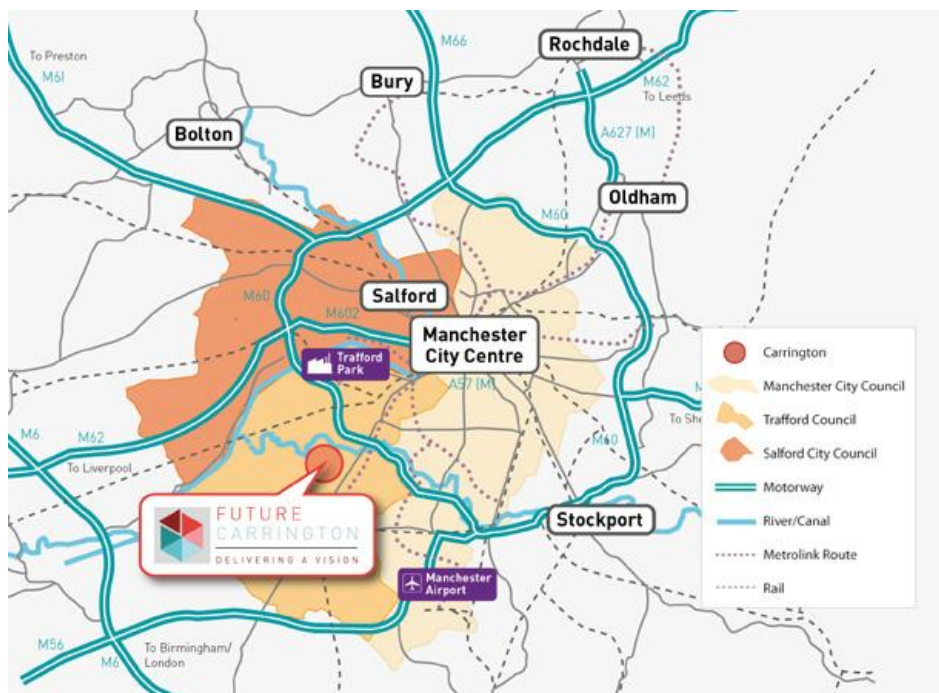 Rochdale
M66
To Preston
M61
Bury
M62
To Leeds
Bolton
A627 (M)
Oldham
M60
M60
Salford
M602
Manchester
City Centre
Trafford
Park
A57 (M)
Carrington
Manchester City Council
Trafford Council
Salford City Council
Motorway
River/Canal
Metrolink Route
Rail
To
M6
M62
To Liverpool
M60
FUTURE
CARRINGTON
DELIVERING A VISION
Stockport
Manchester
Airport
M56
M6
To Birmingham/
London